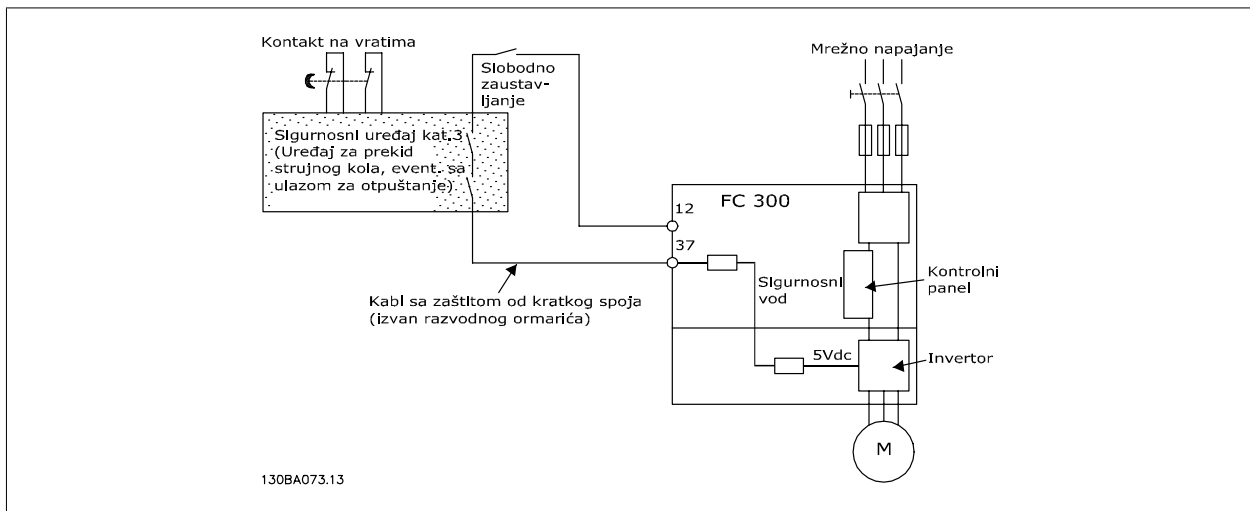 Kontakt na vratima
Mrežno napajanje
Slobodno
zaustav-
ljanje
Sigurnosni uređaj kat.3
(Uređaj za prekid
strujnog kola, event. sa
ulazom za otpuštanje)
FC 300
12
37
Sigurnosni
vod
Kontrolni
panel
Kabl sa zaštitom od kratkog spoja
(izvan razvodnog ormarića)
5Vdc
Invertor
M
130BA073.13